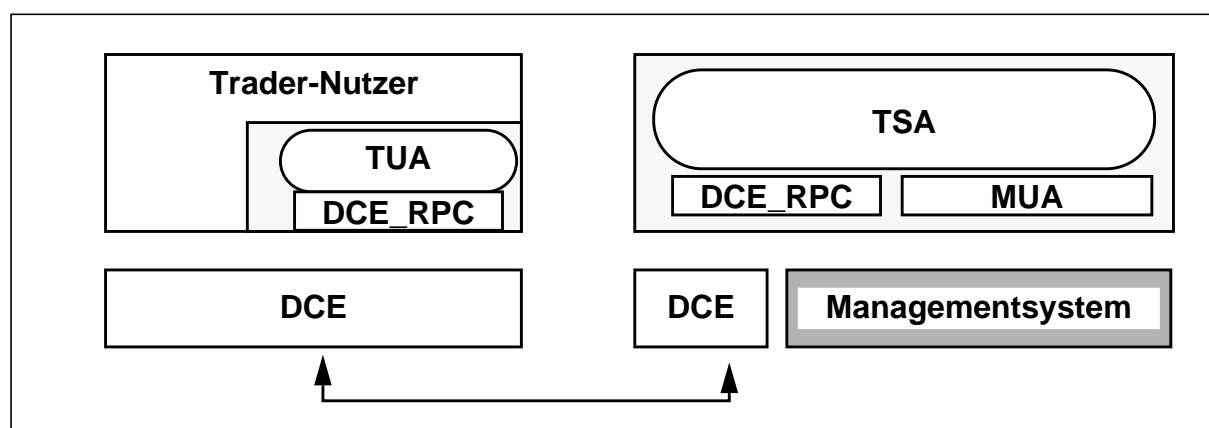 Trader-Nutzer
TUA
DCE_RPC
TSA
DCE_RPC
MUA
DCE
DCE
Managementsystem